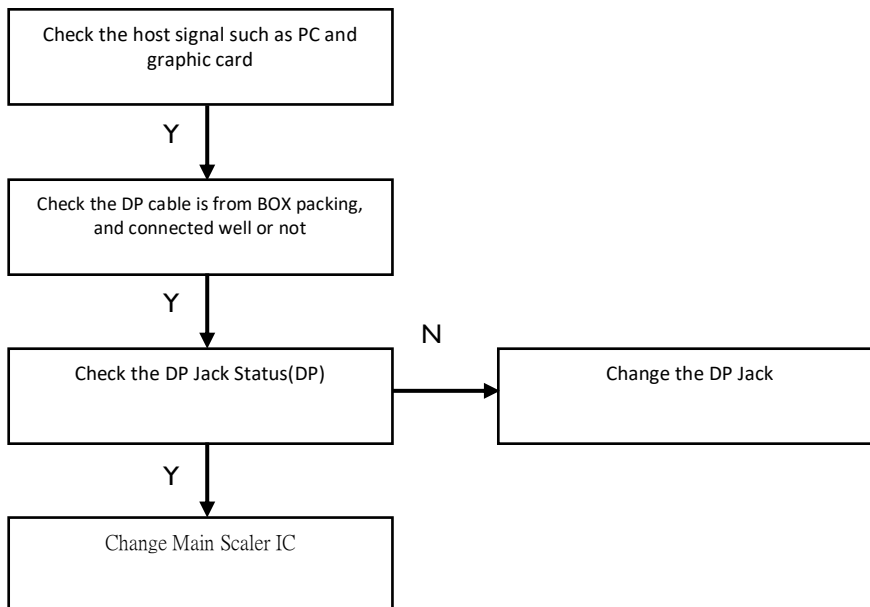 Check the host signal such as PC and
graphic card
Y
Check the DP cable is from BOX packing,
and connected well or not
Y
N
Check the DP Jack Status(DP)
Change the DP Jack
Y
Change Main Scaler IC